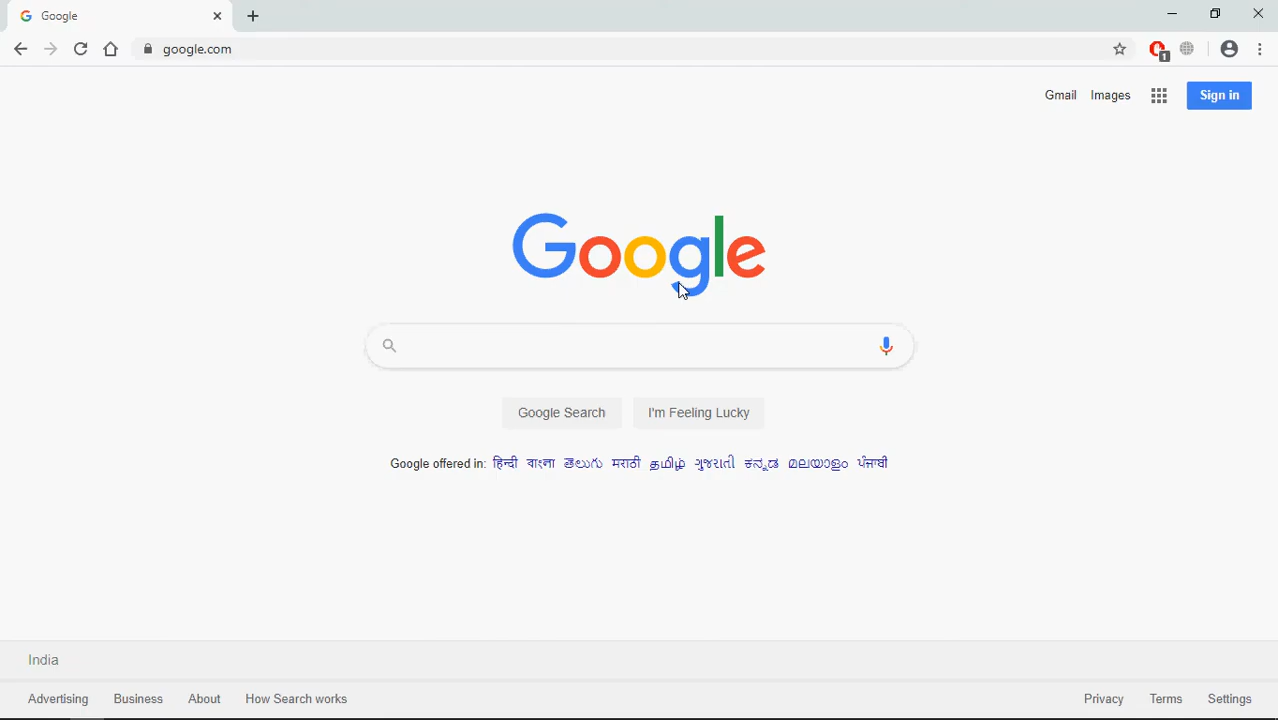 Google
google.com
1
Gmail Images Sign in
Google
Google Search I'm Feeling Lucky
Google offered in: हिन्दी বাংলা తెలుగు मराठी தமிழ் ગુજરાતી ಕನ್ನಡ മലയാളം ਪੰਜਾਬੀ
India
Advertising Business About How Search works Privacy Terms Settings